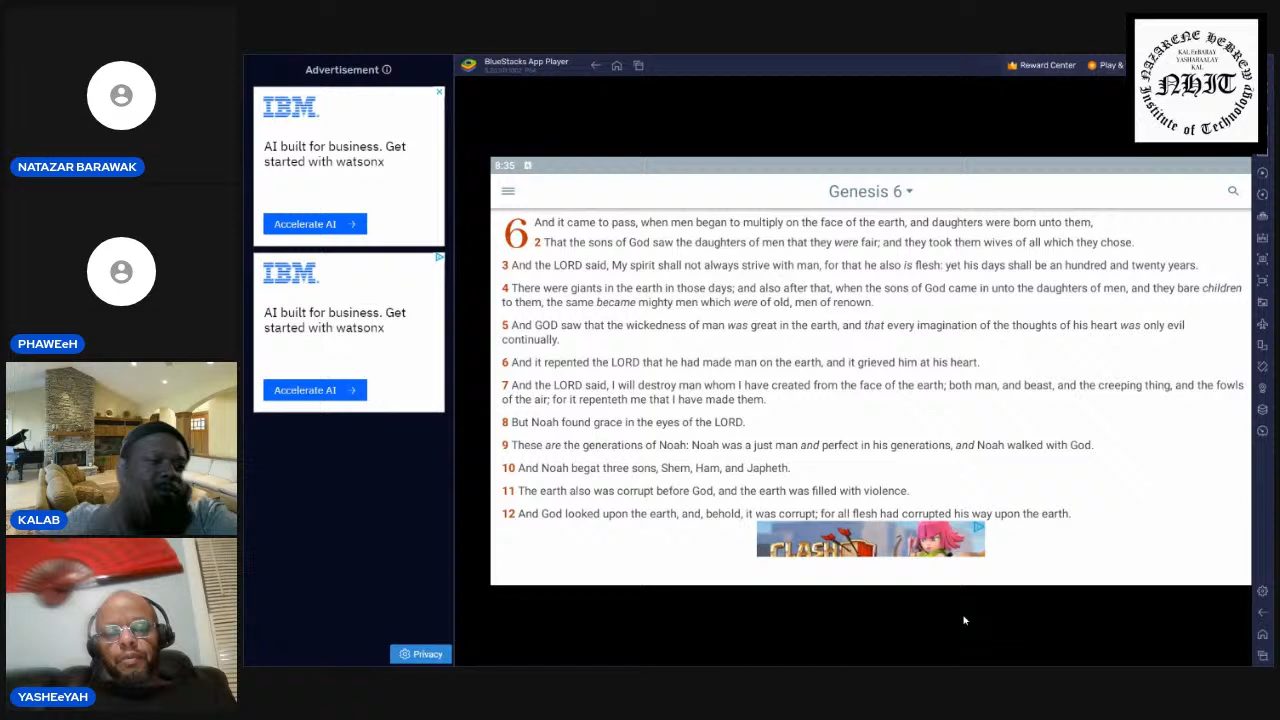 NATAZAR BARAWAK
PHAWEeH
KALAB
YASHEeYAH
Advertisement
IBM
AI built for business. Get
started with watsonx
Accelerate AI
IBM
AI built for business. Get
started with watsonx
Accelerate AI
Privacy
BlueStacks App Player
Reward Center
Play &
NAZARENE HEBREW
KAL EeBARAY
YASHARAALAY
KAL
NHIT
Institute of Technology
8:35
Genesis 6
6 And it came to pass, when men began to multiply on the face of the earth, and daughters were born unto them,
2 That the sons of God saw the daughters of men that they were fair; and they took them wives of all which they chose.
3 And the LORD said, My spirit shall not always strive with man, for that he also is flesh: yet his days shall be an hundred and twenty years.
4 There were giants in the earth in those days; and also after that, when the sons of God came in unto the daughters of men, and they bare children
to them, the same became mighty men which were of old, men of renown.
5 And GOD saw that the wickedness of man was great in the earth, and that every imagination of the thoughts of his heart was only evil
continually.
6 And it repented the LORD that he had made man on the earth, and it grieved him at his heart.
7 And the LORD said, I will destroy man whom I have created from the face of the earth; both man, and beast, and the creeping thing, and the fowls
of the air; for it repenteth me that I have made them.
8 But Noah found grace in the eyes of the LORD.
9 These are the generations of Noah: Noah was a just man and perfect in his generations, and Noah walked with God.
10 And Noah begat three sons, Shem, Ham, and Japheth.
11 The earth also was corrupt before God, and the earth was filled with violence.
12 And God looked upon the earth, and, behold, it was corrupt; for all flesh had corrupted his way upon the earth.
CLASH